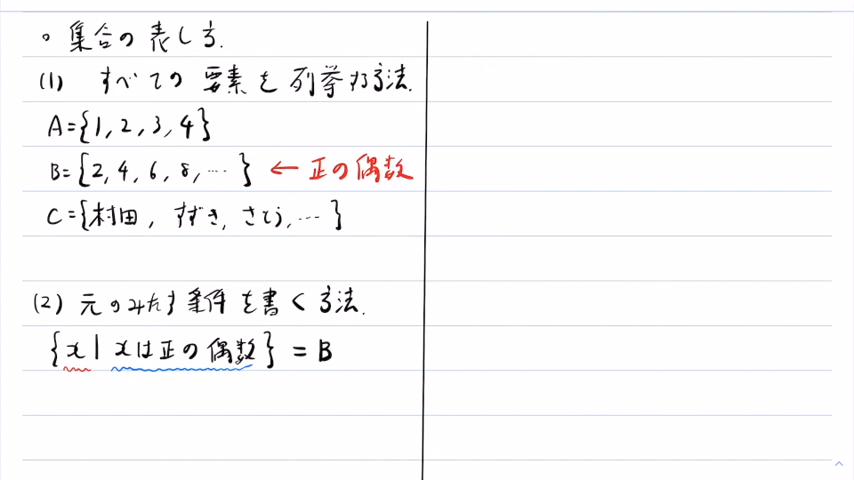 。集合の表し方.
(1) すべての要素を列挙する方法.
A={1, 2, 3, 4}
B={2, 4, 6, 8, …} ← 正の偶数
C={村田, すずき, さとう, …}
(2) 元のみたす条件を書く方法.
{x | xは正の偶数} = B